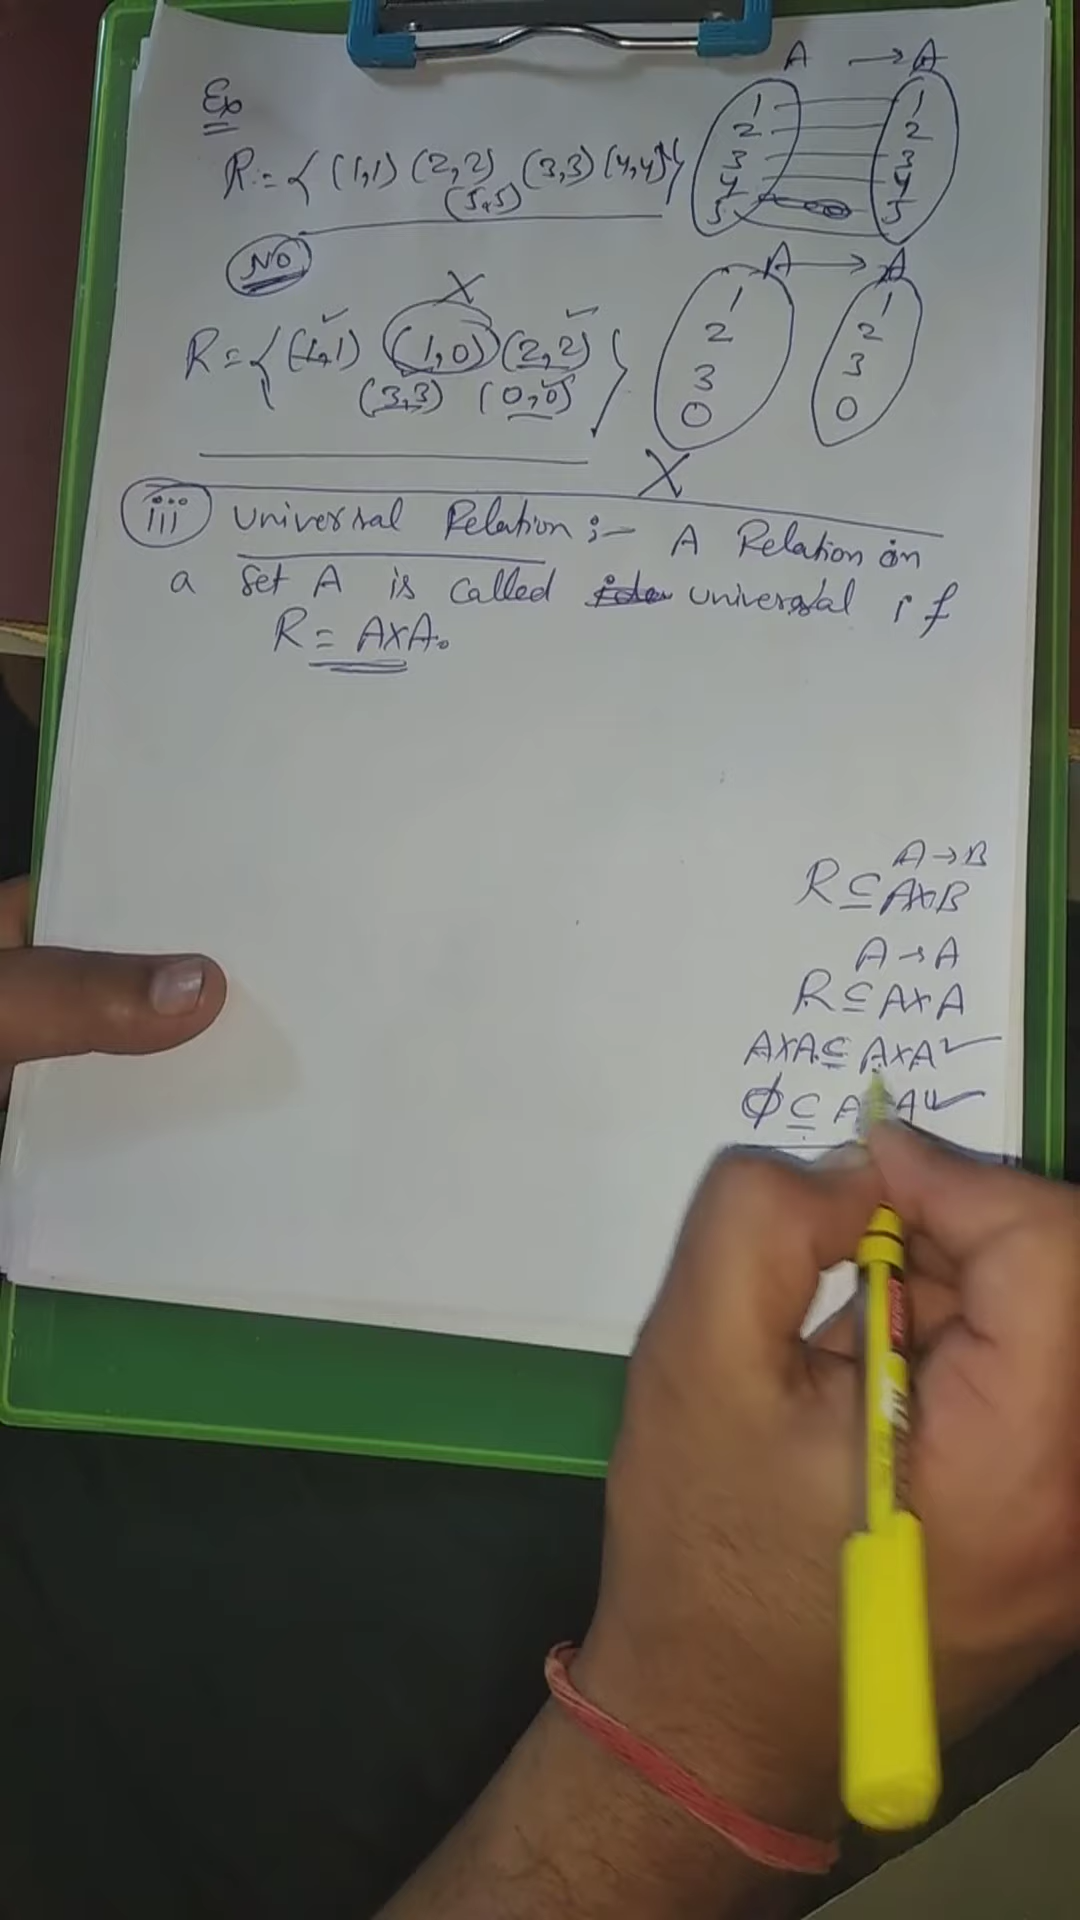 Ex
A → A
1 1
2 2
3 3
4 4
5 5
R = { (1,1) (2,2) (3,3) (4,4) }
(5,5)
NO
X
A → A
1 1
2 2
3 3
0 0
R = { (1,1) (1,0) (2,2)
(3,3) (0,0) }
X
iii Universal Relation :- A Relation on
a set A is called universal if
R = A×A.
A → B
R ⊆ A×B
A → A
R ⊆ A×A
A×A ⊆ A×A ✓
ϕ ⊆ A×A ✓